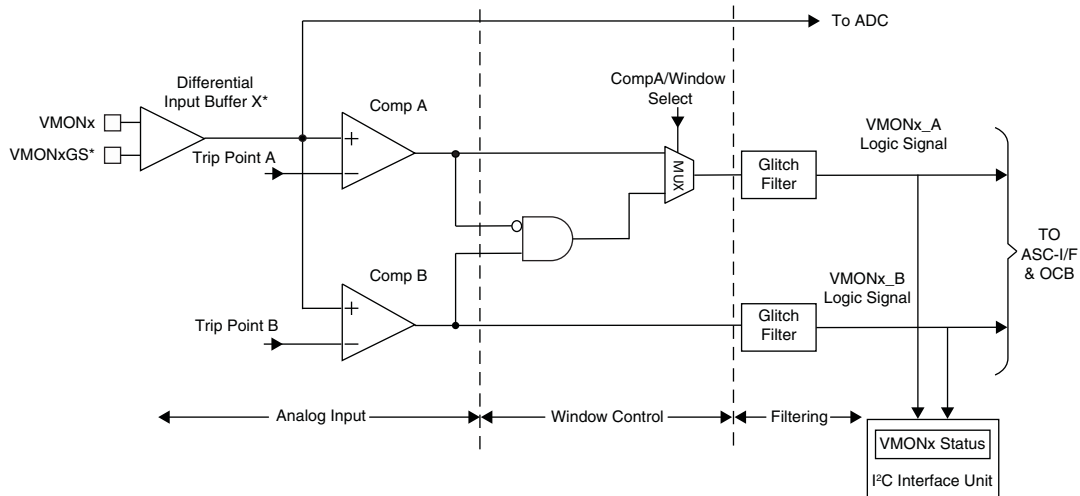 To ADC
Differential
Input Buffer X*
CompA/Window
Select
Comp A
VMONx
VMONxGS*
Trip Point A
+
−
MUX
Glitch
Filter
VMONx_A
Logic Signal
TO
ASC-I/F
& OCB
Comp B
VMONx_B
Logic Signal
Trip Point B
+
−
Glitch
Filter
Analog Input
Window Control
Filtering
VMONx Status
I²C Interface Unit